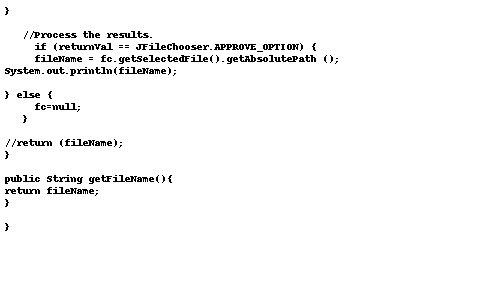 }
//Process the results.
if (returnVal == JFileChooser.APPROVE_OPTION) {
fileName = fc.getSelectedFile().getAbsolutePath ();
System.out.println(fileName);
} else {
fc=null;
}
//return (fileName);
}
public String getFileName(){
return fileName;
}
}